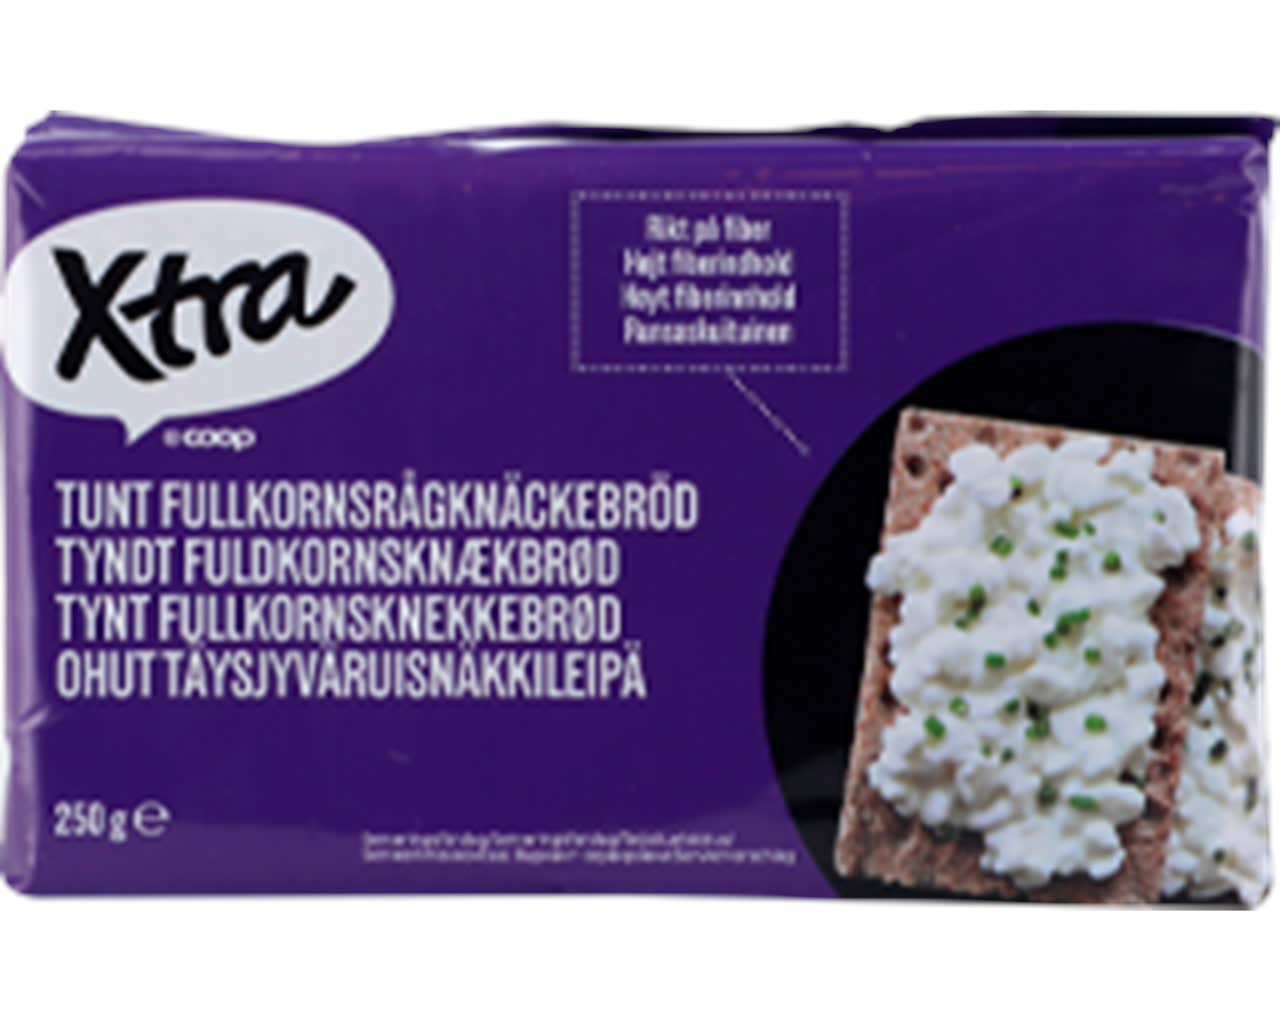 Xtra
coop
Rikt på fiber
Højt fiberindhold
Høyt fiberinnhold
Runsaskuituinen
TUNT FULLKORNSRÅGKNÄCKEBRÖD
TYNDT FULDKORNSKNÆKBRØD
TYNT FULLKORNSKNEKKEBRØD
OHUT TÄYSJYVÄRUISNÄKKILEIPÄ
250 g e